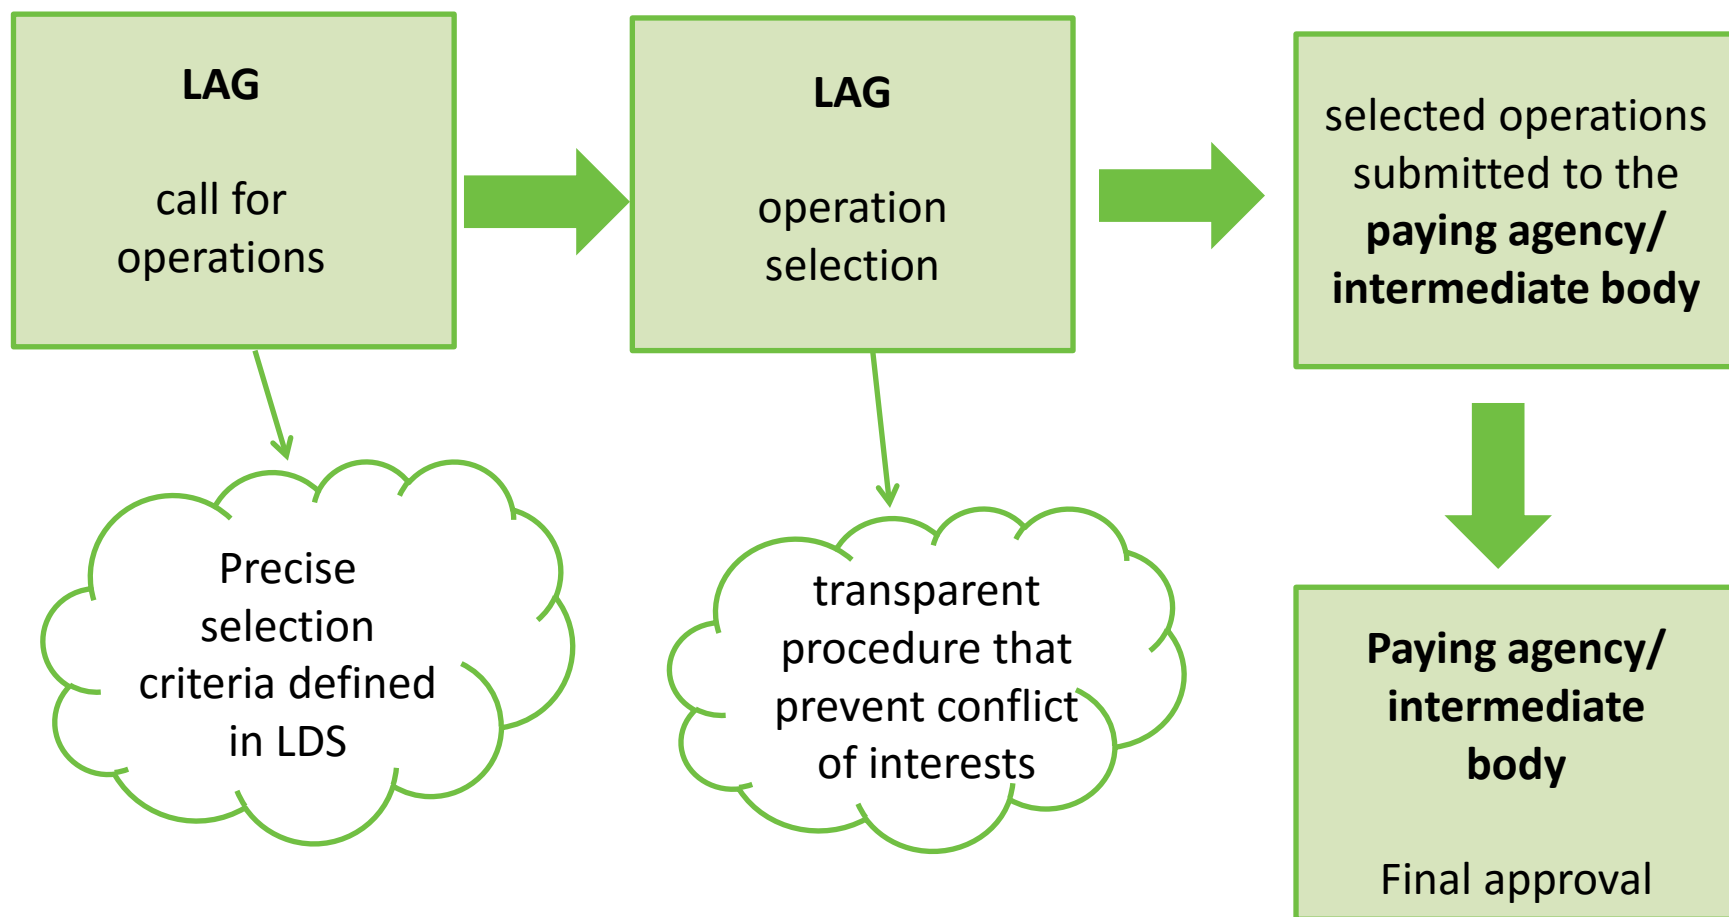 LAG
call for
operations
LAG
operation
selection
selected operations
submitted to the
paying agency/
intermediate body
Precise
selection
criteria defined
in LDS
transparent
procedure that
prevent conflict
of interests
Paying agency/
intermediate
body
Final approval